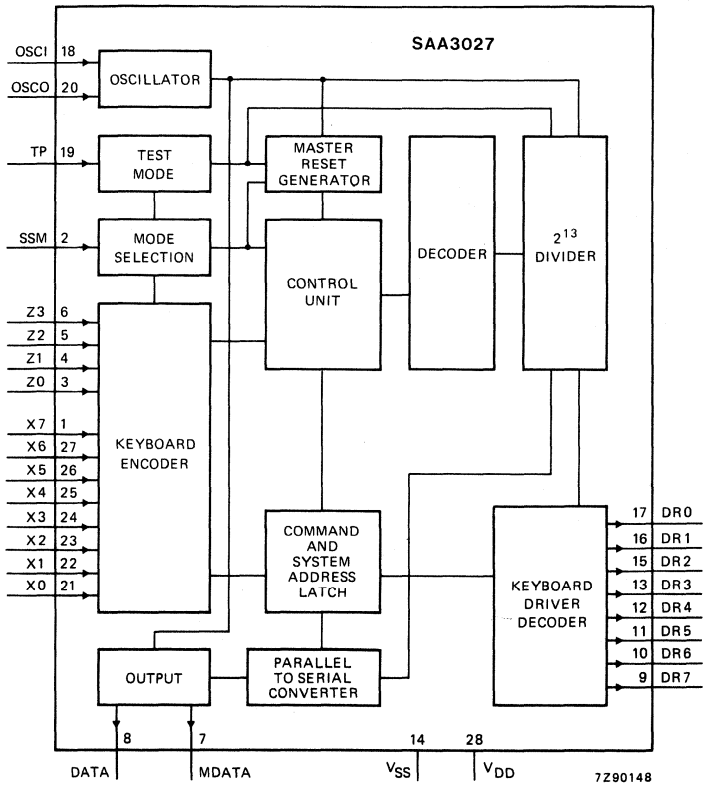 SAA3027
OSCI 18
OSCO 20
OSCILLATOR
TP 19
TEST
MODE
MASTER
RESET
GENERATOR
SSM 2
MODE
SELECTION
CONTROL
UNIT
DECODER
2^13
DIVIDER
Z3 6
Z2 5
Z1 4
Z0 3
X7 1
X6 27
X5 26
X4 25
X3 24
X2 23
X1 22
X0 21
KEYBOARD
ENCODER
COMMAND
AND
SYSTEM
ADDRESS
LATCH
KEYBOARD
DRIVER
DECODER
17 DR0
16 DR1
15 DR2
13 DR3
12 DR4
11 DR5
10 DR6
9 DR7
OUTPUT
PARALLEL
TO SERIAL
CONVERTER
8 7 14 28
DATA MDATA VSS VDD
7Z90148